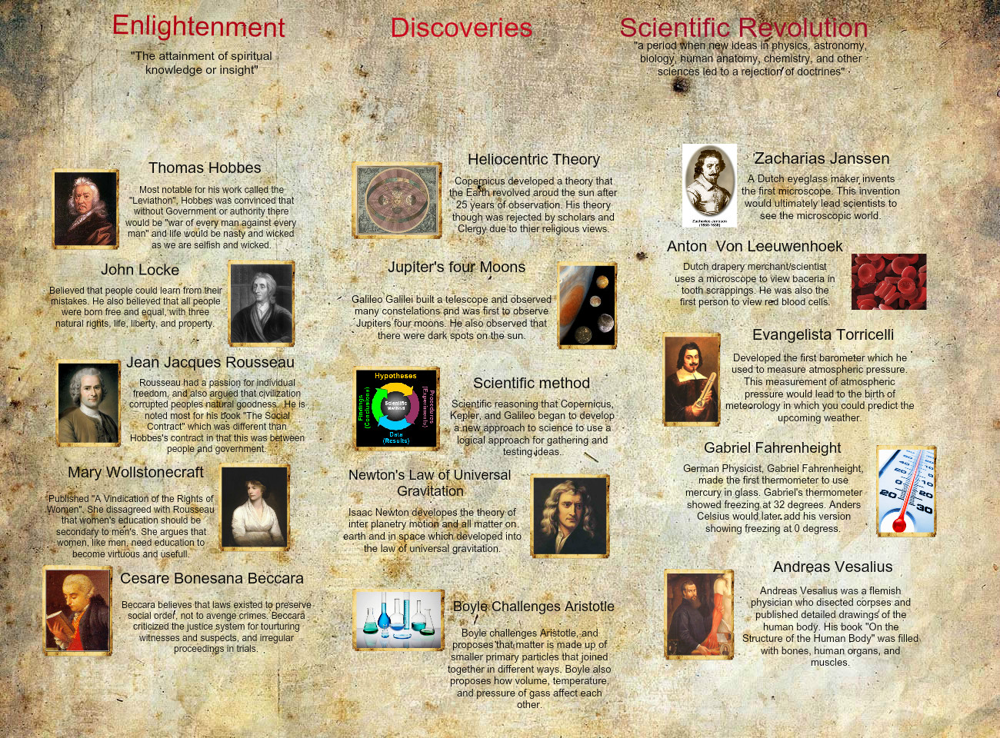 Enlightenment
"The attainment of spiritual
knowledge or insight"
Thomas Hobbes
Most notable for his work called the
"Leviathon", Hobbes was convinced that
without Government or authority there
would be "war of every man against every
man" and life would be nasty and wicked
as we are selfish and wicked.
John Locke
Believed that people could learn from their
mistakes. He also believed that all people
were born free and equal, with three
natural rights, life, liberty, and property.
Jean Jacques Rousseau
Rousseau had a passion for individual
freedom, and also argued that civilization
corrupted peoples natural goodness. He is
noted most for his book "The Social
Contract" which was different than
Hobbes's contract in that this was between
people and government.
Mary Wollstonecraft
Published "A Vindication of the Rights of
Women". She dissagreed with Rousseau
that women's education should be
secondary to men's. She argues that
women, like men, need education to
become virtuous and usefull.
Cesare Bonesana Beccara
Beccara believes that laws existed to preserve
social order, not to avenge crimes. Beccara
criticized the justice system for tourturing
witnesses and suspects, and irregular
proceedings in trials.
Discoveries
Heliocentric Theory
Copernicus developed a theory that
the Earth revolved aroud the sun after
25 years of observation. His theory
though was rejected by scholars and
Clergy due to thier religious views.
Jupiter's four Moons
Galileo Galilei built a telescope and observed
many constelations and was first to observe
Jupiters four moons. He also observed that
there were dark spots on the sun.
Hypotheses
Procedures
(Experiments)
Scientific
Method
Findings
(Conclusions)
Data
(Results)
Scientific method
Scientific reasoning that Copernicus,
Kepler, and Galileo began to develop
a new approach to science to use a
logical approach for gathering and
testing ideas.
Newton's Law of Universal
Gravitation
Isaac Newton developes the theory of
inter planetry motion and all matter on
earth and in space which developed into
the law of universal gravitation.
Boyle Challenges Aristotle
Boyle challenges Aristotle, and
proposes that matter is made up of
smaller primary particles that joined
together in different ways. Boyle also
proposes how volume, temperature,
and pressure of gass affect each
other.
Scientific Revolution
"a period when new ideas in physics, astronomy,
biology, human anatomy, chemistry, and other
sciences led to a rejection of doctrines"
Zacharias Janssen
(1580-1638)
Zacharias Janssen
A Dutch eyeglass maker invents
the first microscope. This invention
would ultimately lead scientists to
see the microscopic world.
Anton Von Leeuwenhoek
Dutch drapery merchant/scientist
uses a microscope to view baceria in
tooth scrappings. He was also the
first person to view red blood cells.
Evangelista Torricelli
Developed the first barometer which he
used to measure atmospheric pressure.
This measurement of atmospheric
pressure would lead to the birth of
meteorology in which you could predict the
upcoming weather.
Gabriel Fahrenheight
German Physicist, Gabriel Fahrenheight,
made the first thermometer to use
mercury in glass. Gabriel's thermometer
showed freezing at 32 degrees. Anders
Celsius would later add his version
showing freezing at 0 degress.
20
30
Andreas Vesalius
Andreas Vesalius was a flemish
physician who disected corpses and
published detailed drawings of the
human body. His book "On the
Structure of the Human Body" was filled
with bones, human organs, and
muscles.